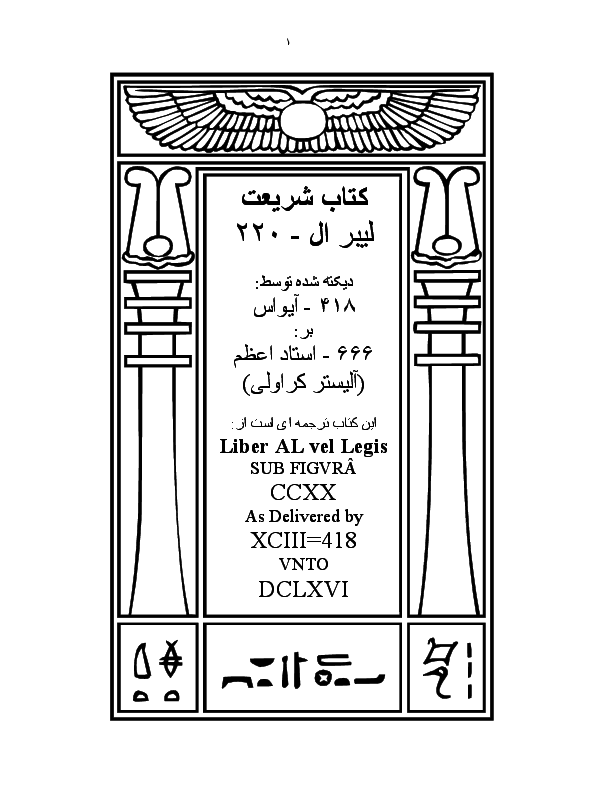 ۱
کتاب شریعت
لیبر ال - ۲۲۰
دیکته شده توسط:
۴۱۸ - آیواس
بر:
۶۶۶ - استاد اعظم
(آلیستر کراولی)
این کتاب ترجمه ای است از:
Liber AL vel Legis
SUB FIGVRÂ
CCXX
As Delivered by
XCIII=418
VNTO
DCLXVI